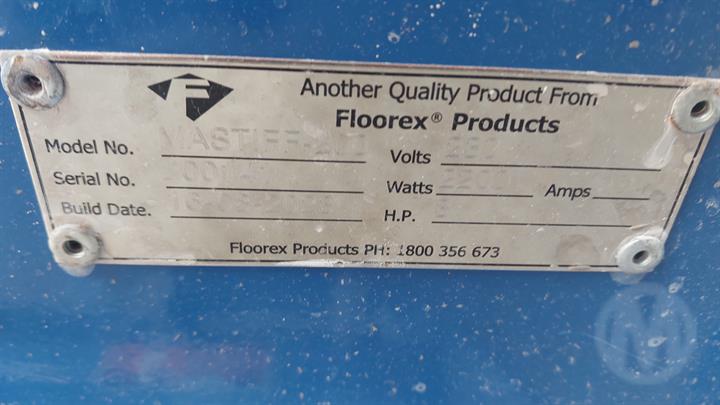 F
Another Quality Product From
Floorex® Products
Model No. Volts
Serial No. Watts Amps
Build Date. H.P.
Floorex Products PH: 1800 356 673
M